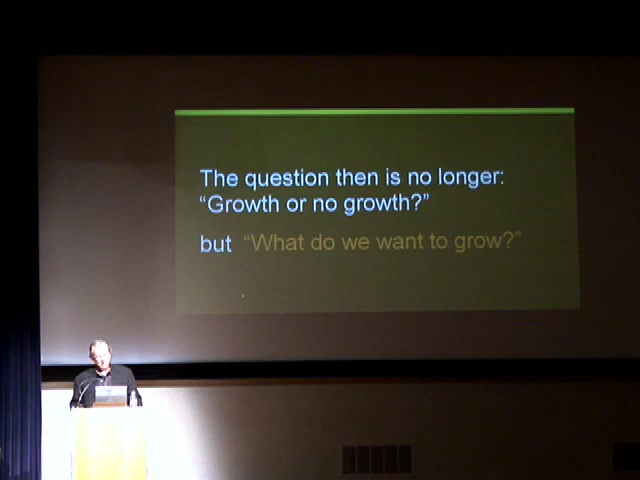 The question then is no longer:
“Growth or no growth?”
but “What do we want to grow?”